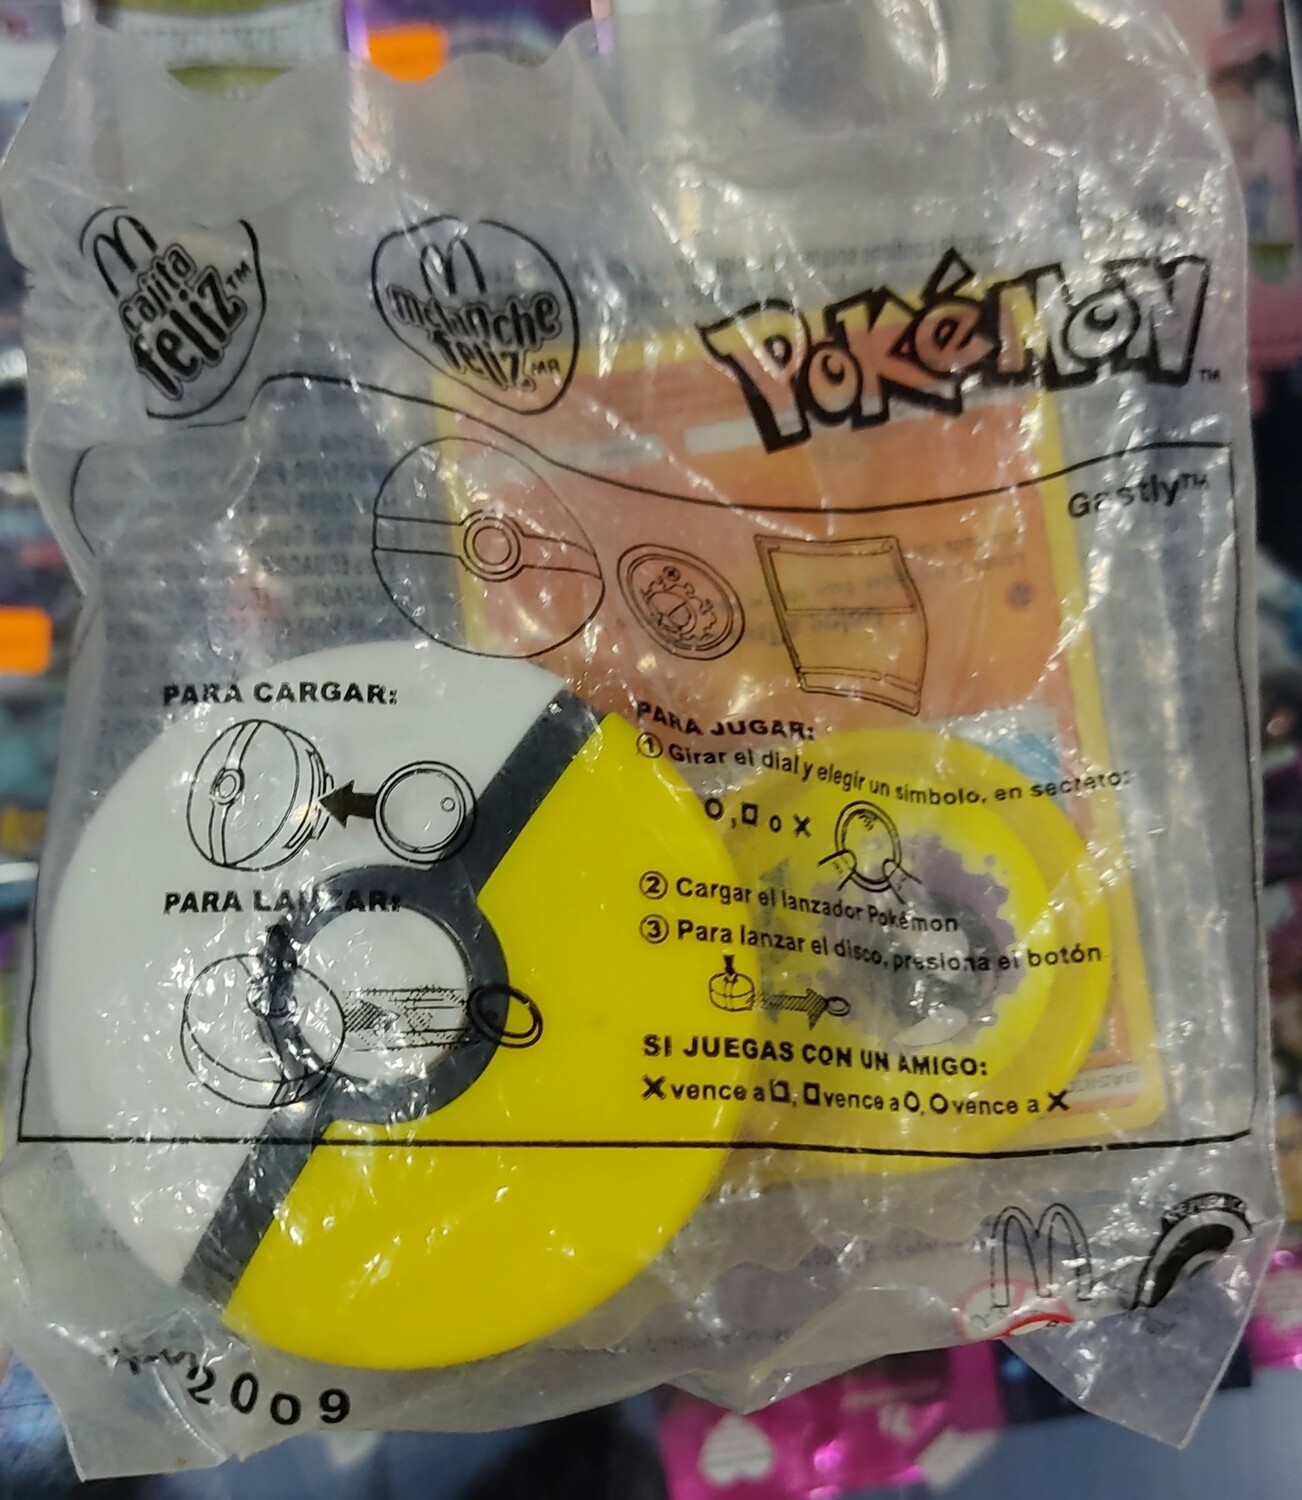 cajita
feliz™
McLanche
feliz.MR
POKéMON™
Gastly™
PARA CARGAR:
PARA LANZAR:
PARA JUGAR:
① Girar el dial y elegir un símbolo, en secreto:
O, □ o X
② Cargar el lanzador Pokémon
③ Para lanzar el disco, presiona el botón
SI JUEGAS CON UN AMIGO:
X vence a □, □ vence a O, O vence a X
2009